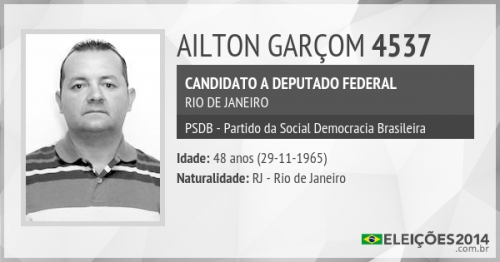 AILTON GARÇOM 4537
CANDIDATO A DEPUTADO FEDERAL
RIO DE JANEIRO
PSDB - Partido da Social Democracia Brasileira
Idade: 48 anos (29-11-1965)
Naturalidade: RJ - Rio de Janeiro
ELEIÇÕES2014
.com.br